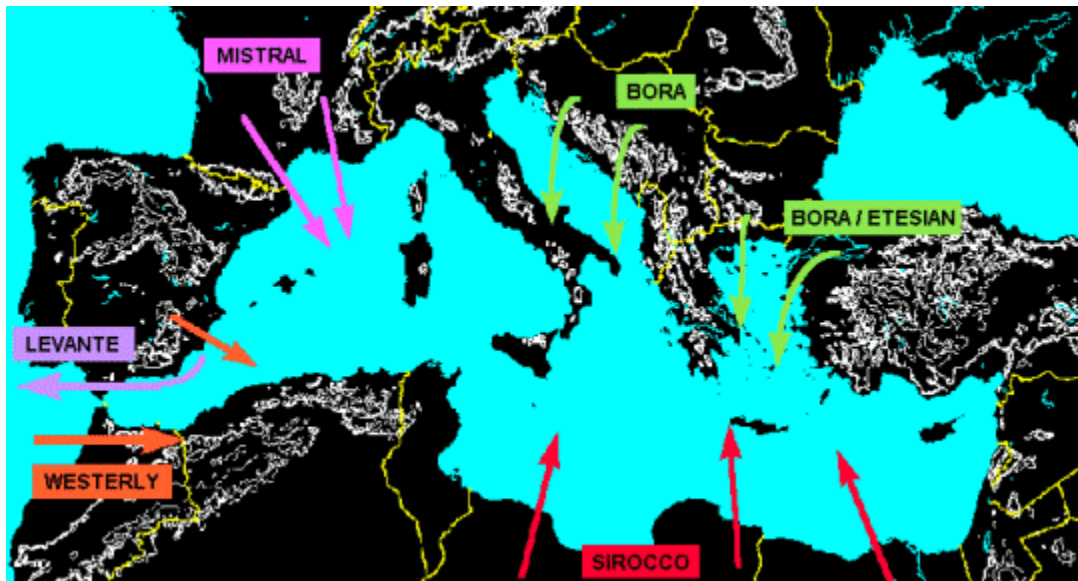 MISTRAL
BORA
BORA / ETESIAN
LEVANTE
WESTERLY
SIROCCO